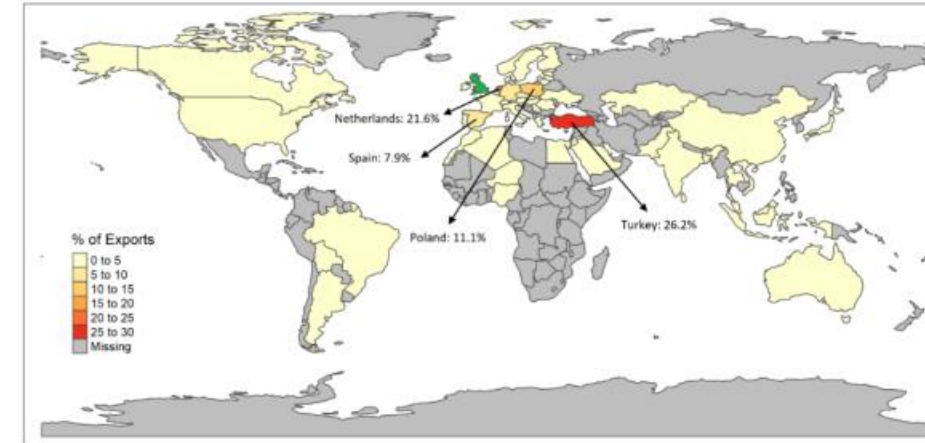 Netherlands: 21.6%
Spain: 7.9%
Poland: 11.1%
Turkey: 26.2%
% of Exports
0 to 5
5 to 10
10 to 15
15 to 20
20 to 25
25 to 30
Missing